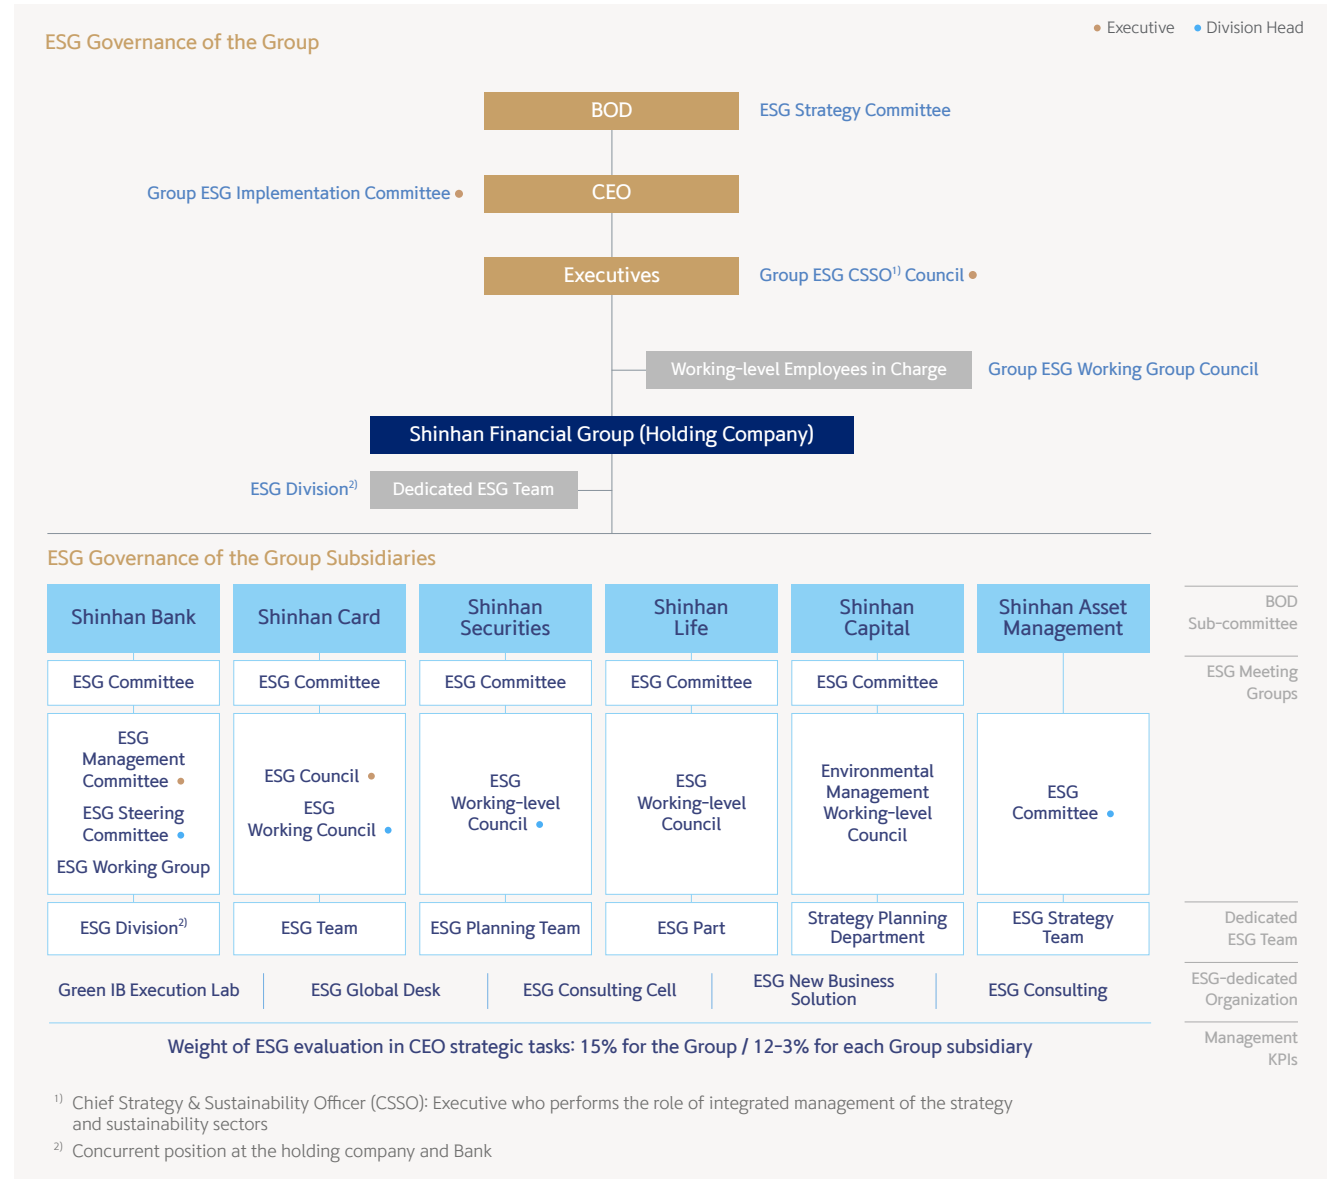 ESG Governance of the Group
Executive
Division Head
BOD
ESG Strategy Committee
Group ESG Implementation Committee
CEO
Executives
Group ESG CSSO1) Council
Working-level Employees in Charge
Group ESG Working Group Council
Shinhan Financial Group (Holding Company)
ESG Division2)
Dedicated ESG Team
ESG Governance of the Group Subsidiaries
Shinhan Bank
Shinhan Card
Shinhan
Securities
Shinhan
Life
Shinhan
Capital
Shinhan Asset
Management
BOD
Sub-committee
ESG Committee
ESG Committee
ESG Committee
ESG Committee
ESG Committee
ESG Meeting
Groups
ESG
Management
Committee
ESG Steering
Committee
ESG Working Group
ESG Council
ESG
Working Council
ESG
Working-level
Council
ESG
Working-level
Council
Environmental
Management
Working-level
Council
ESG
Committee
ESG Division2)
ESG Team
ESG Planning Team
ESG Part
Strategy Planning
Department
ESG Strategy
Team
Dedicated
ESG Team
Green IB Execution Lab
ESG Global Desk
ESG Consulting Cell
ESG New Business
Solution
ESG Consulting
ESG-dedicated
Organization
Weight of ESG evaluation in CEO strategic tasks: 15% for the Group / 12-3% for each Group subsidiary
Management
KPIs
1) Chief Strategy & Sustainability Officer (CSSO): Executive who performs the role of integrated management of the strategy
and sustainability sectors
2) Concurrent position at the holding company and Bank